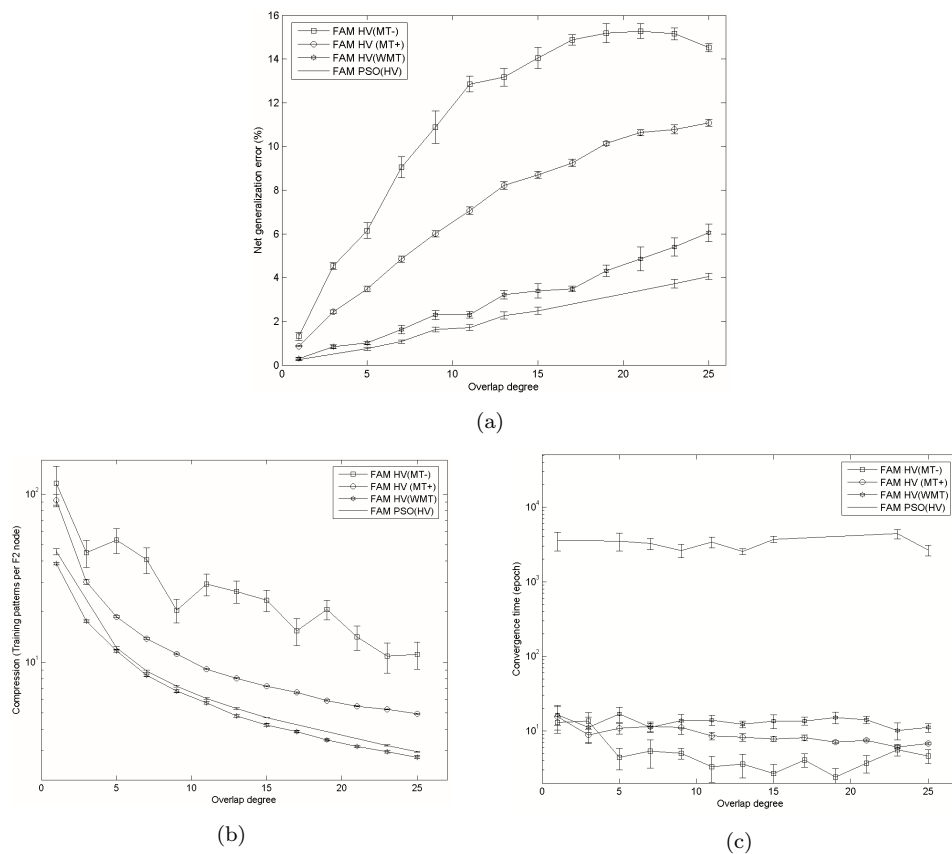 16
14
12
10
8
6
4
2
0
Net generalization error (%)
FAM HV(MT-)
FAM HV (MT+)
FAM HV(WMT)
FAM PSO(HV)
0 5 10 15 20 25
Overlap degree
(a)
10^2
10^1
Compression (Training patterns per F2 node)
FAM HV(MT-)
FAM HV (MT+)
FAM HV(WMT)
FAM PSO(HV)
0 5 10 15 20 25
Overlap degree
(b)
10^4
10^3
10^2
10^1
Convergence time (epoch)
FAM HV(MT-)
FAM HV (MT+)
FAM HV(WMT)
FAM PSO(HV)
0 5 10 15 20 25
Overlap degree
(c)